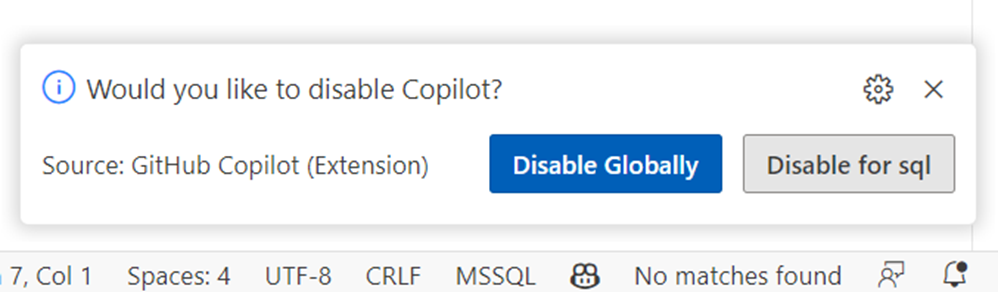 Would you like to disable Copilot?
Source: GitHub Copilot (Extension) Disable Globally Disable for sql
7, Col 1 Spaces: 4 UTF-8 CRLF MSSQL No matches found